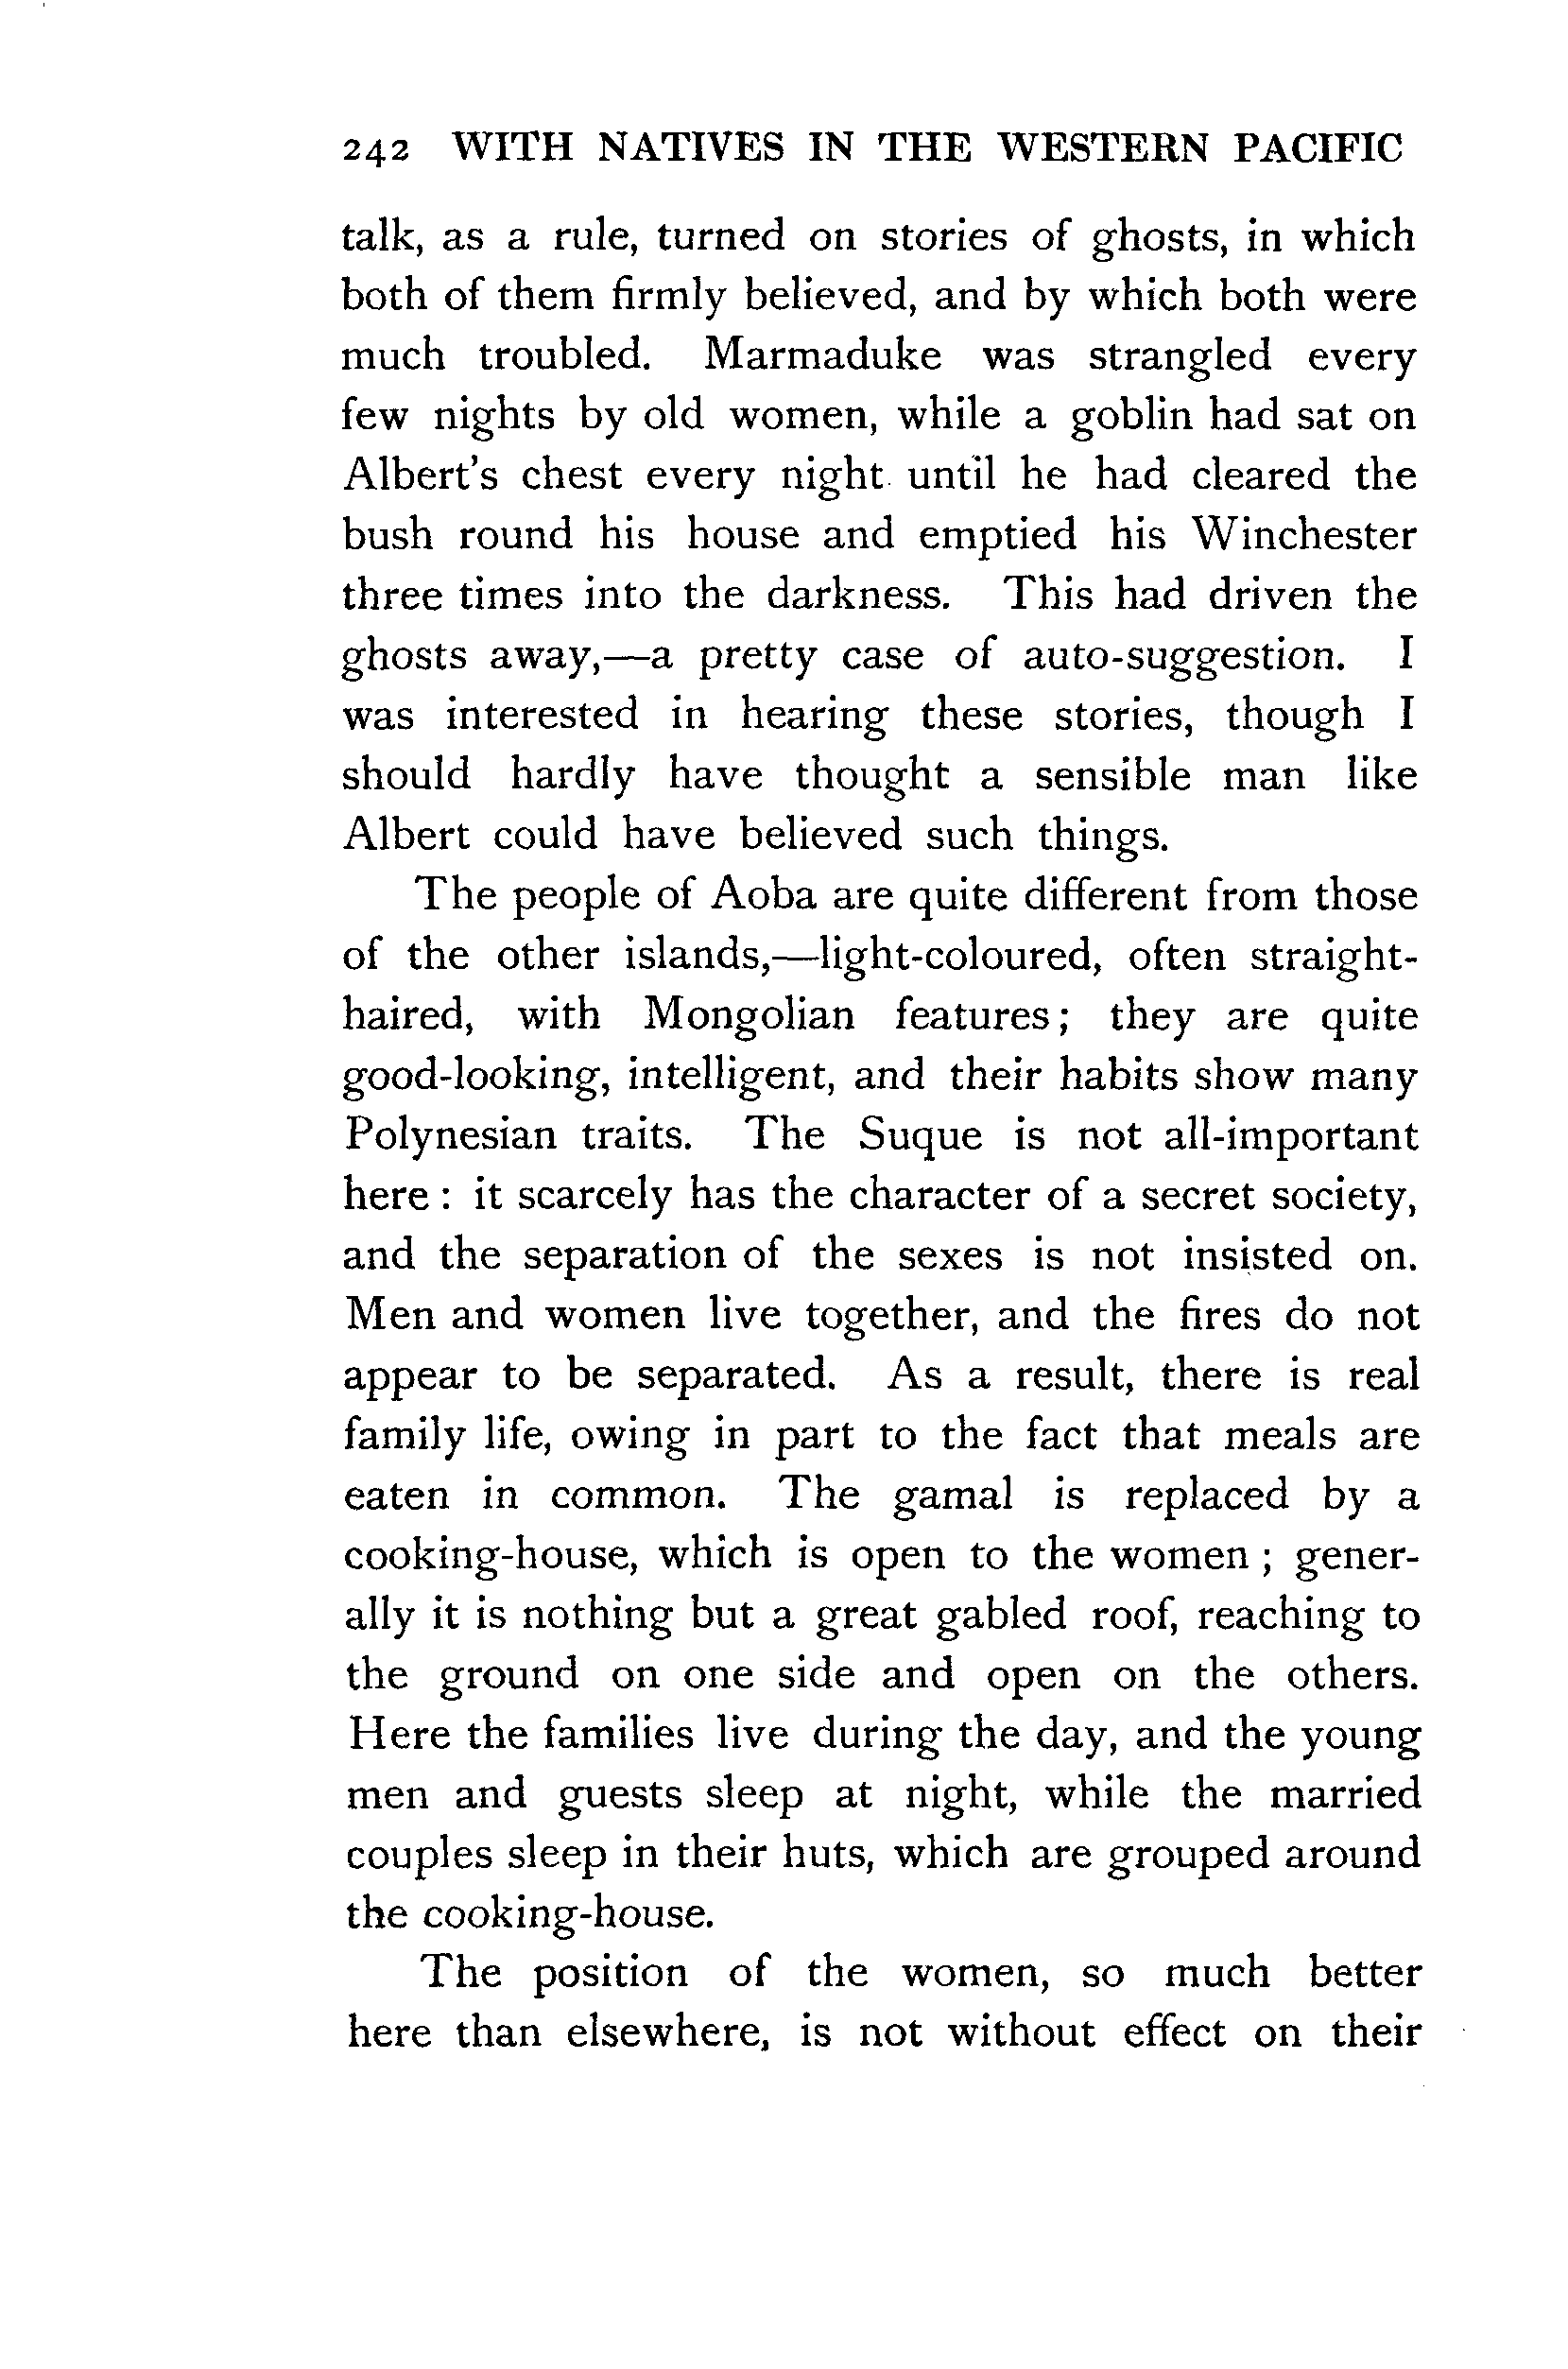 242 WITH NATIVES IN THE WESTERN PACIFIC
talk, as a rule, turned on stories of ghosts, in which
both of them firmly believed, and by which both were
much troubled. Marmaduke was strangled every
few nights by old women, while a goblin had sat on
Albert's chest every night until he had cleared the
bush round his house and emptied his Winchester
three times into the darkness. This had driven the
ghosts away,—a pretty case of auto-suggestion. I
was interested in hearing these stories, though I
should hardly have thought a sensible man like
Albert could have believed such things.
The people of Aoba are quite different from those
of the other islands,—light-coloured, often straight-
haired, with Mongolian features; they are quite
good-looking, intelligent, and their habits show many
Polynesian traits. The Suque is not all-important
here : it scarcely has the character of a secret society,
and the separation of the sexes is not insisted on.
Men and women live together, and the fires do not
appear to be separated. As a result, there is real
family life, owing in part to the fact that meals are
eaten in common. The gamal is replaced by a
cooking-house, which is open to the women ; gener-
ally it is nothing but a great gabled roof, reaching to
the ground on one side and open on the others.
Here the families live during the day, and the young
men and guests sleep at night, while the married
couples sleep in their huts, which are grouped around
the cooking-house.
The position of the women, so much better
here than elsewhere, is not without effect on their